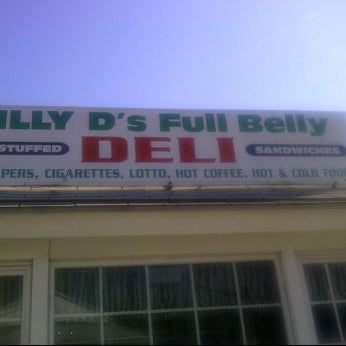 ILLY D's Full Belly
STUFFED DELI SANDWICHES
PERS, CIGARETTES, LOTTO, HOT COFFEE, HOT & COLD FOO